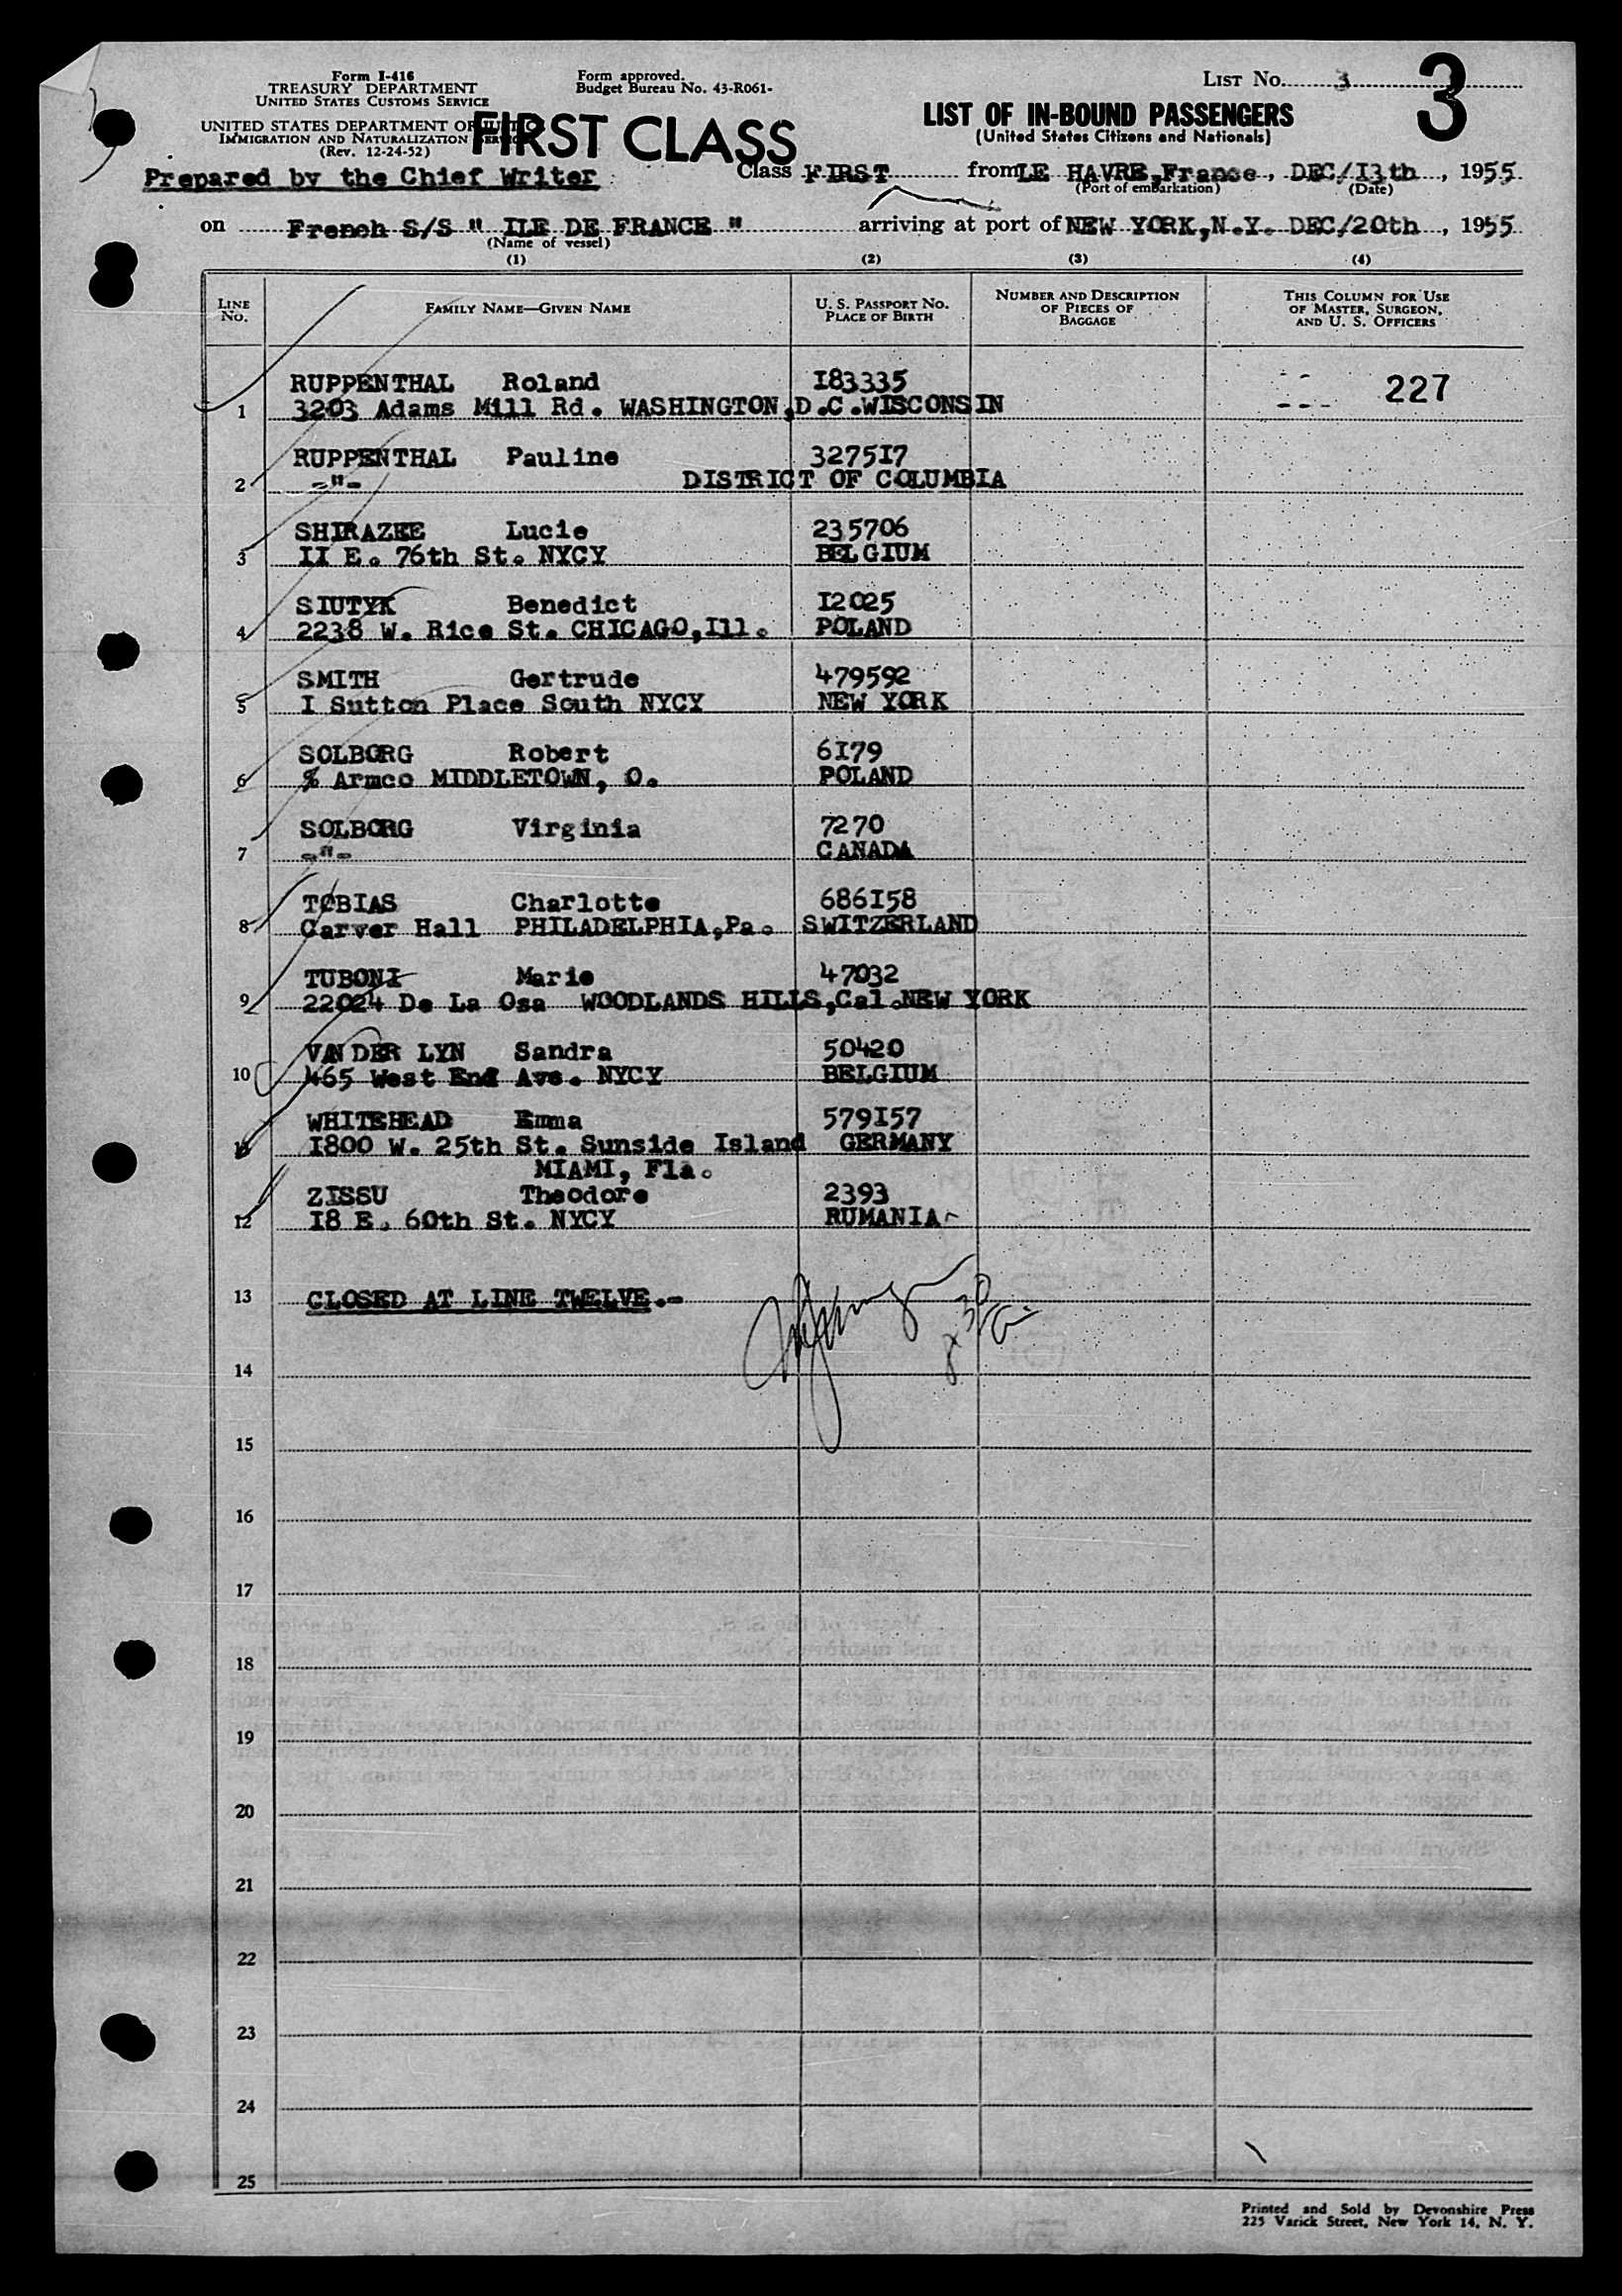 Form I-416
TREASURY DEPARTMENT
UNITED STATES CUSTOMS SERVICE
Form approved.
Budget Bureau No. 43-R061-
LIST No. 3
3
UNITED STATES DEPARTMENT OF
IMMIGRATION AND NATURALIZATION
(Rev. 12-24-52)
FIRST CLASS
LIST OF IN-BOUND PASSENGERS
(United States Citizens and Nationals)
Prepared by the Chief Writer
Class FIRST from LE HAVRE, France, DEC/I3th, 1955.
(Port of embarkation) (Date)
on French S/S " ILE DE FRANCE " arriving at port of NEW YORK, N.Y. DEC/20th, 1955
(Name of vessel)
(1) (2) (3) (4)
LINE No. FAMILY NAME—GIVEN NAME U. S. PASSPORT No. PLACE OF BIRTH NUMBER AND DESCRIPTION OF PIECES OF BAGGAGE THIS COLUMN FOR USE OF MASTER, SURGEON, AND U. S. OFFICERS
RUPPENTHAL Roland I83335 227
1 3203 Adams Mill Rd. WASHINGTON,D.C.WISCONSIN
RUPPENTHAL Pauline 3275I7
2 -"- DISTRICT OF COLUMBIA
SHIRAZEE Lucie 235706
3 II E. 76th St. NYCY BELGIUM
SIUTYK Benedict I2025
4 2238 W. Rice St. CHICAGO,Ill. POLAND
SMITH Gertrude 479592
5 I Sutton Place South NYCY NEW YORK
SOLBORG Robert 6I79
6 % Armco MIDDLETOWN, O. POLAND
SOLBORG Virginia 7270
7 -"- CANADA
TOBIAS Charlotte 686I58
8 Carver Hall PHILADELPHIA,Pa. SWITZERLAND
TUBONI Marie 47032
9 22024 De La Osa WOODLANDS HILLS,Cal.NEW YORK
VAN DER LYN Sandra 50420
10 465 West End Ave. NYCY BELGIUM
WHITEHEAD Emma 579I57
11 I800 W. 25th St. Sunside Island GERMANY
MIAMI, Fla.
ZISSU Theodore 2393
12 I8 E. 60th St. NYCY RUMANIA
13 CLOSED AT LINE TWELVE.-
14
15
16
17
18
19
20
21
22
23
24
25
Printed and Sold by Devonshire Press
225 Varick Street, New York 14, N. Y.